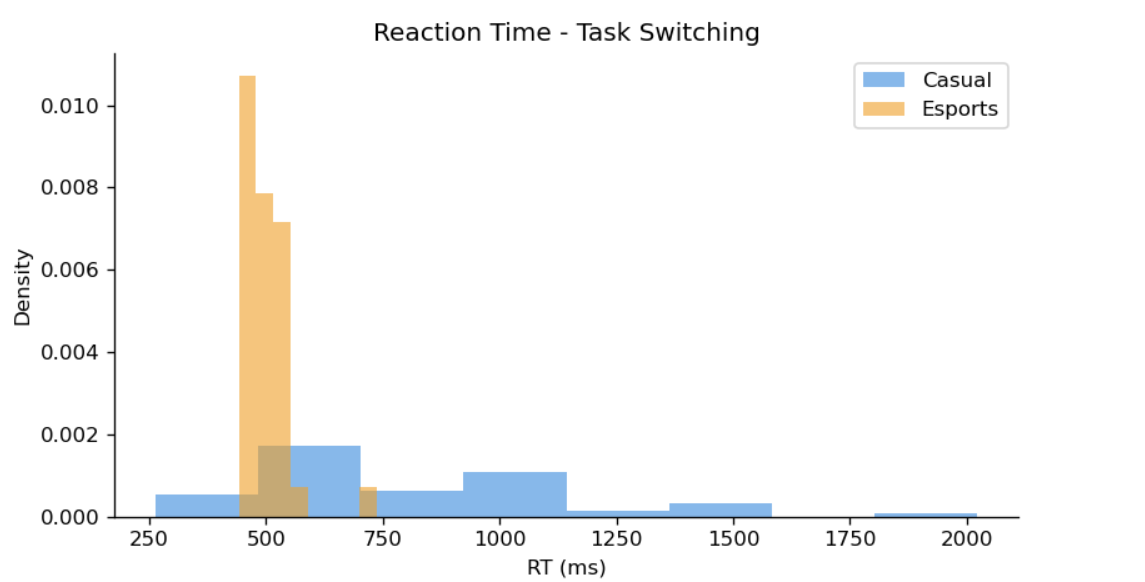 Reaction Time - Task Switching
Casual
Esports
0.010
0.008
0.006
0.004
0.002
0.000
Density
250 500 750 1000 1250 1500 1750 2000
RT (ms)